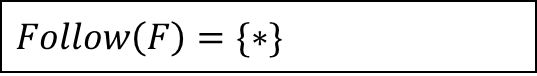 Follow(F) = {*}